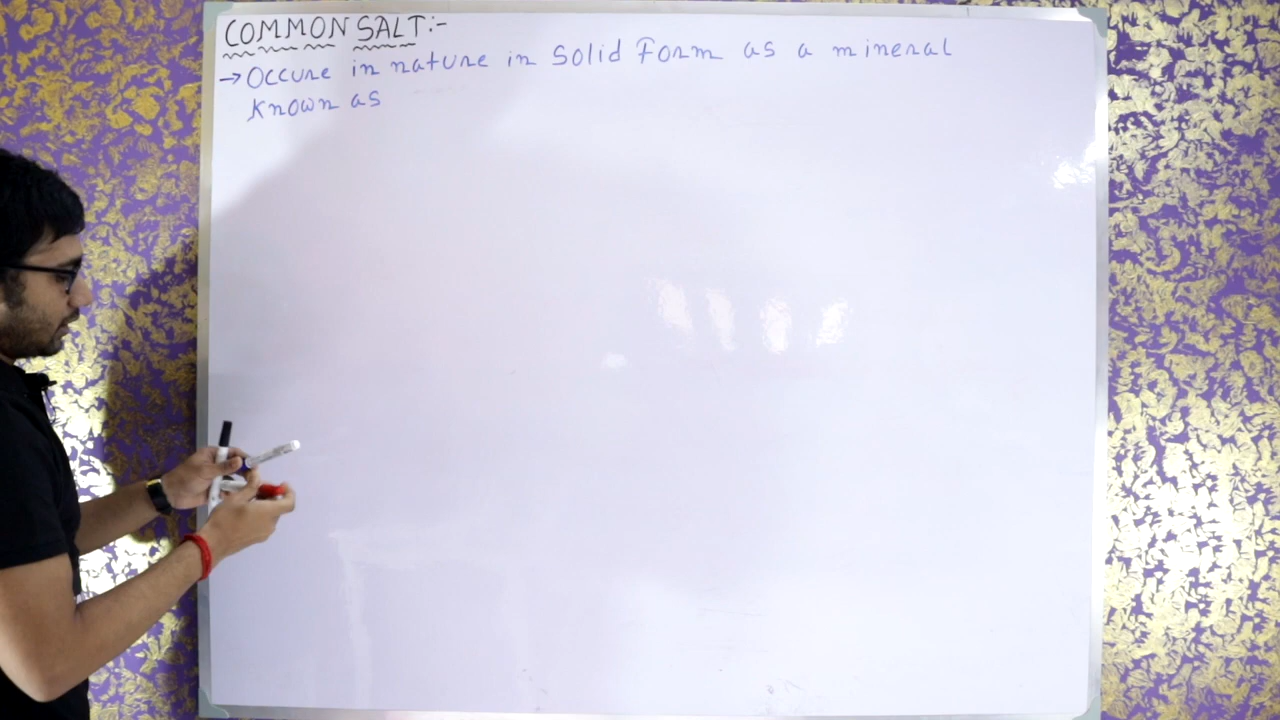 COMMON SALT:-
→ Occure in nature in Solid Form as a mineral
Known as